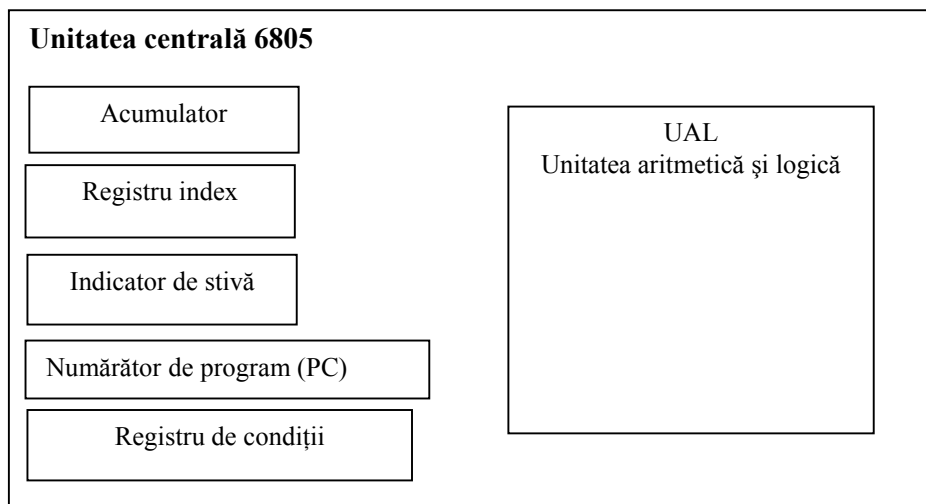 Unitatea centrală 6805
Acumulator
Registru index
Indicator de stivă
Numărător de program (PC)
Registru de condiții
UAL
Unitatea aritmetică şi logică